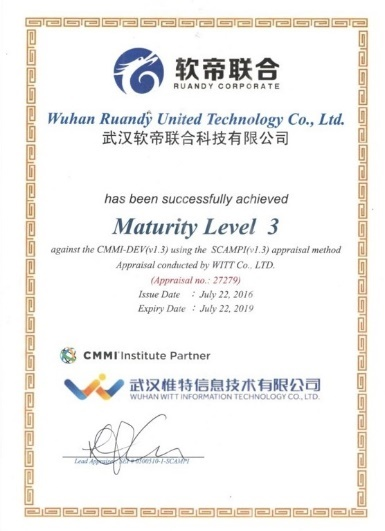 软帝联合
RUANDY CORPORATE
Wuhan Ruandy United Technology Co., Ltd.
武汉软帝联合科技有限公司
has been successfully achieved
Maturity Level 3
against the CMMI-DEV(v1.3) using the SCAMPI(v1.3) appraisal method
Appraisal conducted by WITT Co., LTD.
(Appraisal no.: 27279)
Issue Date : July 22, 2016
Expiry Date : July 22, 2019
CMMI Institute Partner
武汉惟特信息技术有限公司
WUHAN WITT INFORMATION TECHNOLOGY CO., LTD.
Lead Appraiser